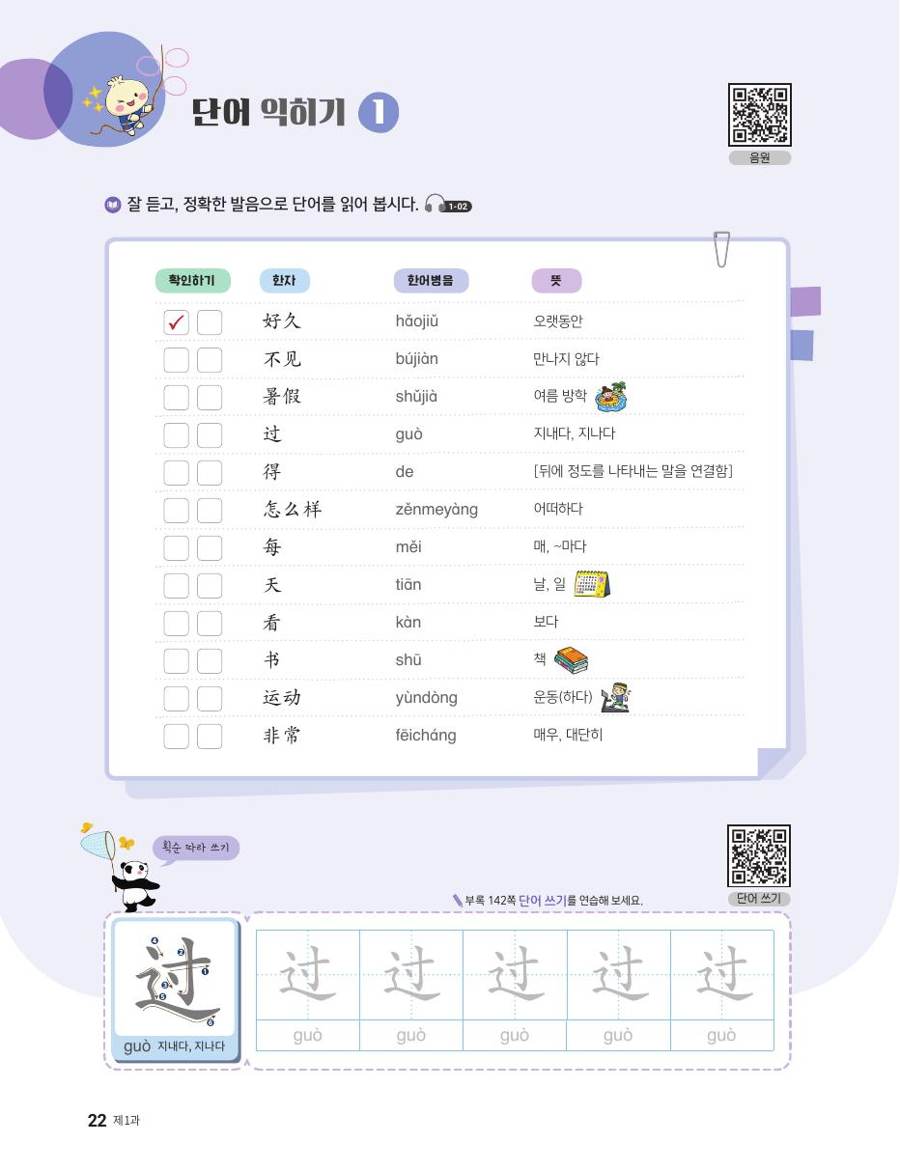 단어 익히기 1
음원
잘 듣고, 정확한 발음으로 단어를 읽어 봅시다. 1-02
확인하기 한자 한어병음 뜻
好久 hǎojiǔ 오랫동안
不见 bújiàn 만나지 않다
暑假 shǔjià 여름 방학
过 guò 지내다, 지나다
得 de [뒤에 정도를 나타내는 말을 연결함]
怎么样 zěnmeyàng 어떠하다
每 měi 매, ~마다
天 tiān 날, 일
看 kàn 보다
书 shū 책
运动 yùndòng 운동(하다)
非常 fēicháng 매우, 대단히
획순 따라 쓰기
단어 쓰기
부록 142쪽 단어 쓰기를 연습해 보세요.
过 过 过 过 过 过
4 2 1 3 5 6
guò 지내다, 지나다 guò guò guò guò guò
22 제1과